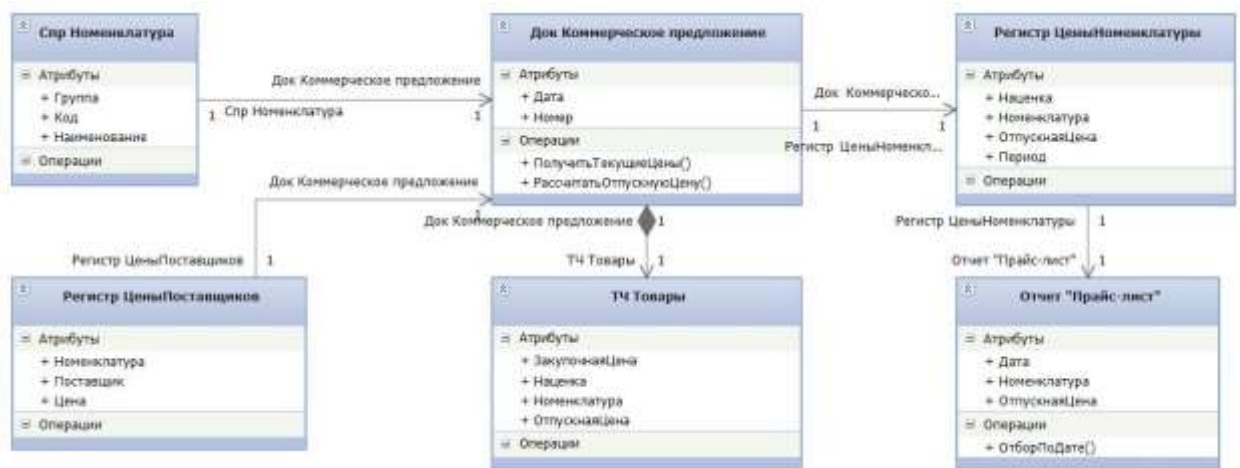 Спр Номенклатура
Атрибуты
+ Группа
+ Код
+ Наименование
Операции
Док Коммерческое предложение
1 Спр Номенклатура
1
Док Коммерческое предложение
Атрибуты
+ Дата
+ Номер
Операции
+ ПолучитьТекущиеЦены()
+ РассчитатьОтпускнуюЦену()
Док Коммерческо...
1
1
Регистр ЦеныНоменкл...
Регистр ЦеныНоменклатуры
Атрибуты
+ Наценка
+ Номенклатура
+ ОтпускнаяЦена
+ Период
Операции
Док Коммерческое предложение
1
Регистр ЦеныПоставщиков 1
Док Коммерческое предложение 1
ТЧ Товары 1
Регистр ЦеныНоменклатуры 1
Отчет "Прайс-лист" 1
Регистр ЦеныПоставщиков
Атрибуты
+ Номенклатура
+ Поставщик
+ Цена
Операции
ТЧ Товары
Атрибуты
+ ЗакупочнаяЦена
+ Наценка
+ Номенклатура
+ ОтпускнаяЦена
Операции
Отчет "Прайс-лист"
Атрибуты
+ Дата
+ Номенклатура
+ ОтпускнаяЦена
Операции
+ ОтборПоДате()